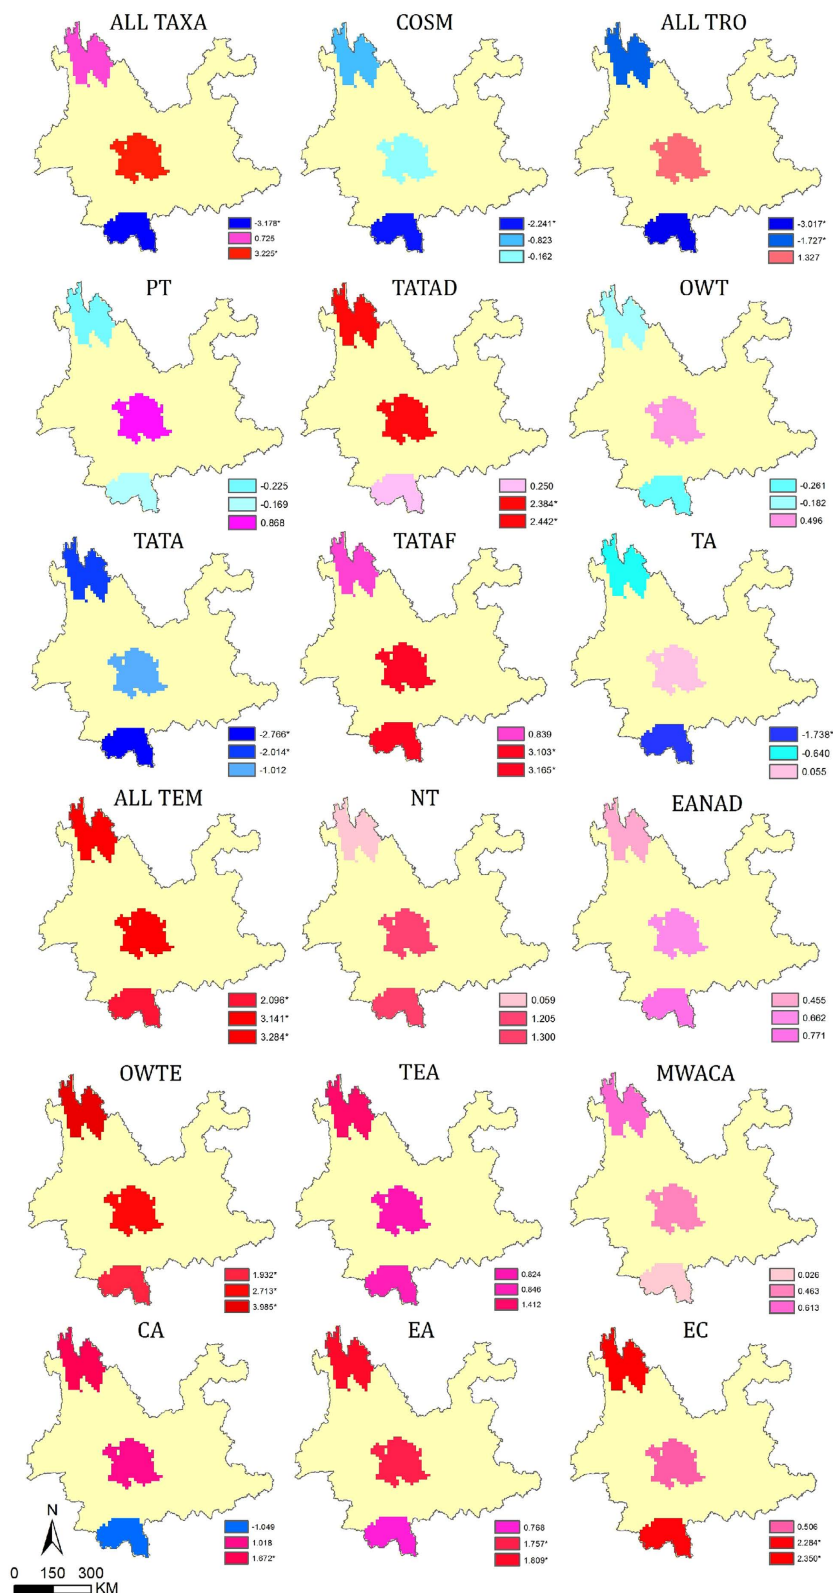 ALL TAXA
COSM
ALL TRO
-3.178*
0.725
3.225*
-2.241*
-0.823
-0.162
-3.017*
-1.727*
1.327
PT
TATAD
OWT
-0.225
-0.169
0.868
0.250
2.384*
2.442*
-0.261
-0.182
0.496
TATA
TATAF
TA
-2.766*
-2.014*
-1.012
0.839
3.103*
3.165*
-1.738*
-0.640
0.055
ALL TEM
NT
EANAD
2.096*
3.141*
3.284*
0.059
1.205
1.300
0.455
0.662
0.771
OWTE
TEA
MWACA
1.932*
2.713*
3.985*
0.824
0.846
1.412
0.026
0.463
0.613
CA
EA
EC
-1.049
1.018
1.672*
0.768
1.757*
1.809*
0.506
2.284*
2.350*
N
0 150 300
KM